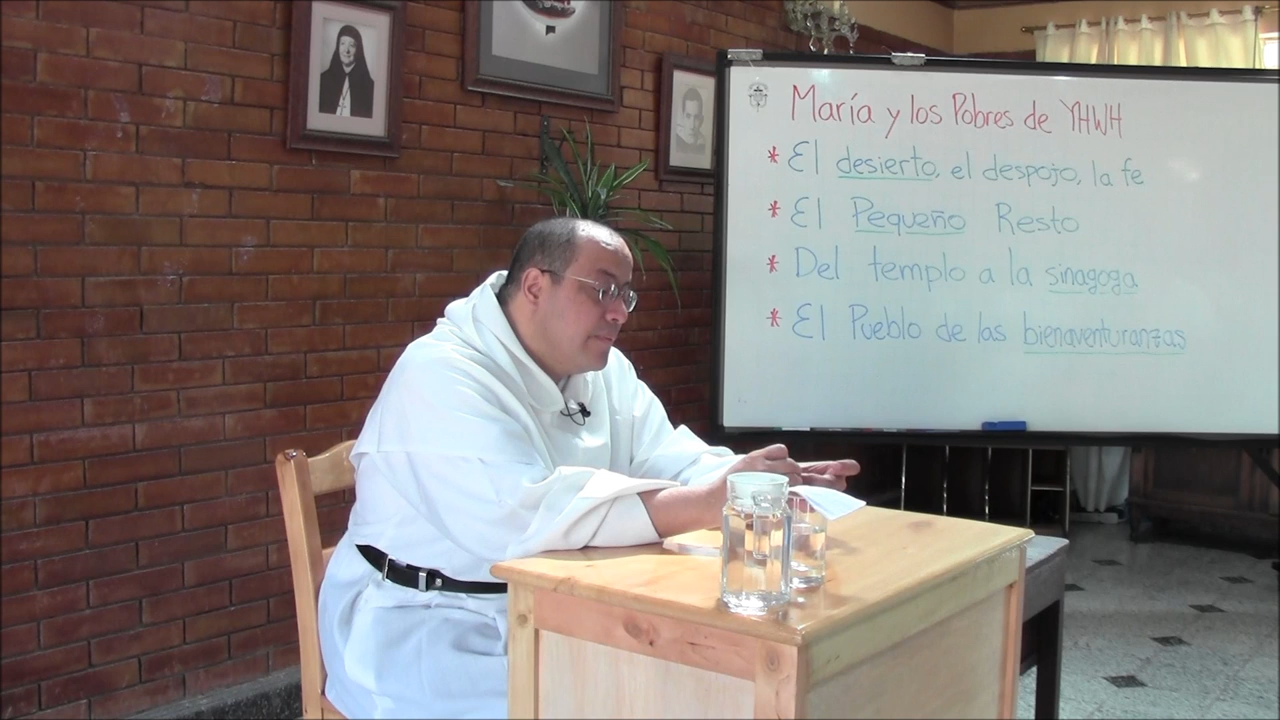 María y los Pobres de YHWH
* El desierto, el despojo, la fe
* El Pequeño Resto
* Del templo a la sinagoga
* El Pueblo de las bienaventuranzas